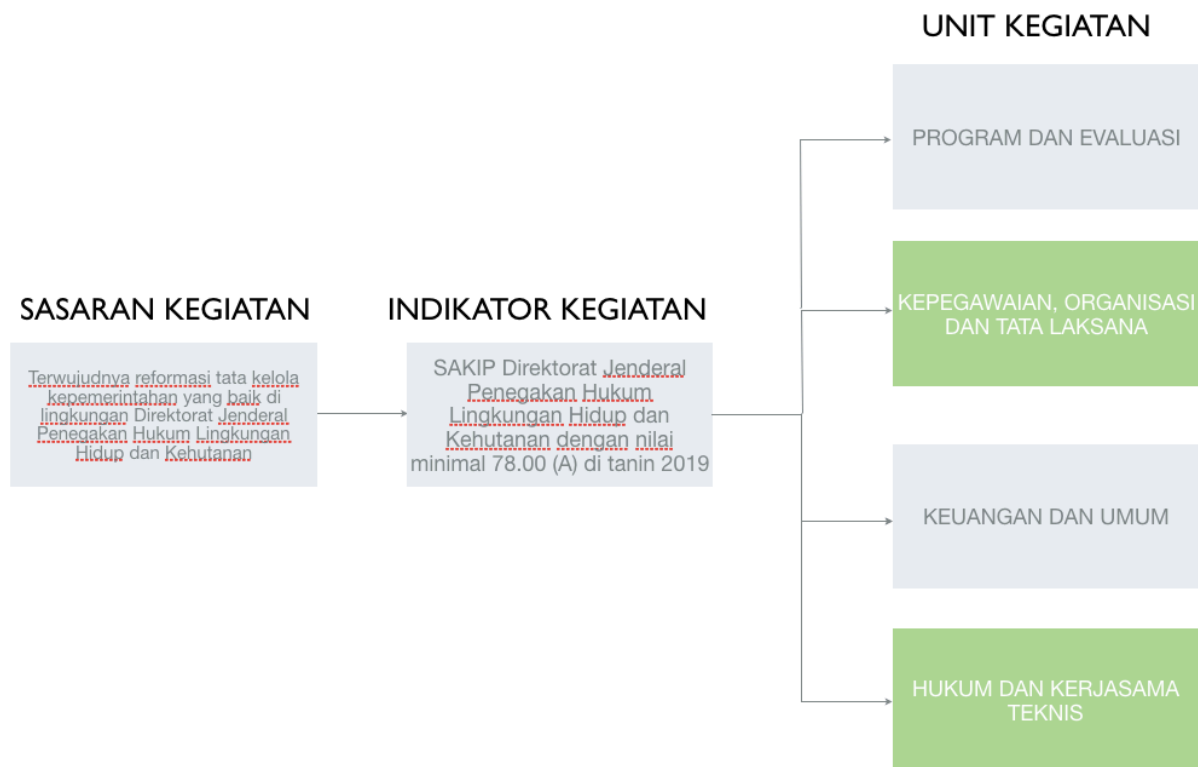 UNIT KEGIATAN
PROGRAM DAN EVALUASI
KEPEGAWAIAN, ORGANISASI
DAN TATA LAKSANA
SASARAN KEGIATAN
Terwujudnya reformasi tata kelola
kepemerintahan yang baik di
lingkungan Direktorat Jenderal
Penegakan Hukum Lingkungan
Hidup dan Kehutanan
INDIKATOR KEGIATAN
SAKIP Direktorat Jenderal
Penegakan Hukum
Lingkungan Hidup dan
Kehutanan dengan nilai
minimal 78.00 (A) di tanin 2019
KEUANGAN DAN UMUM
HUKUM DAN KERJASAMA
TEKNIS